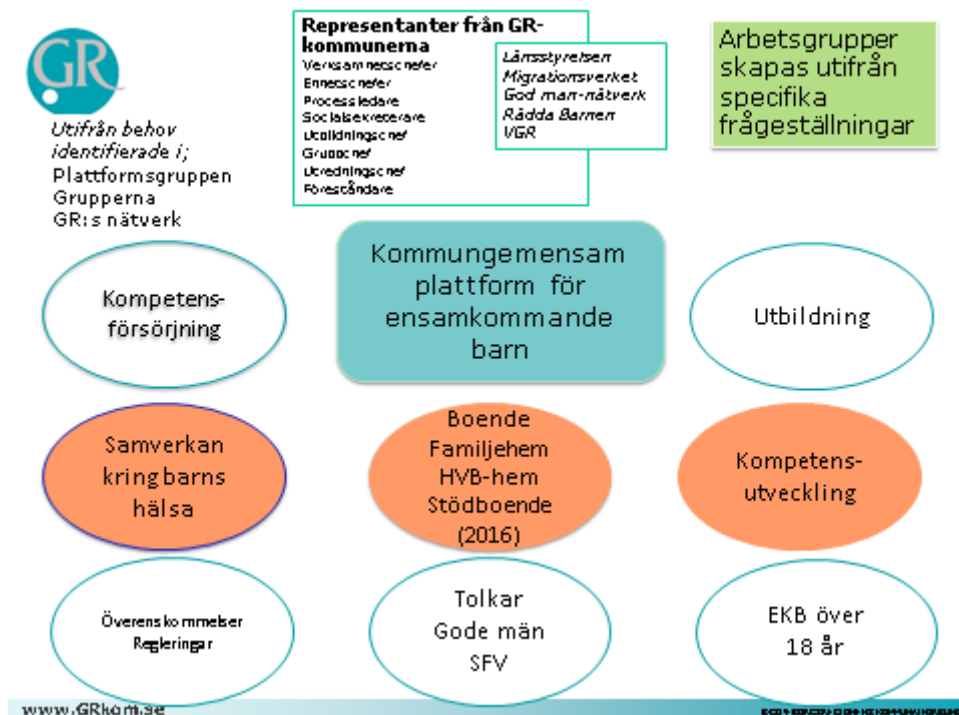 GR
Utifrån behov
identifierade i;
Plattformsgruppen
Grupperna
GR:s nätverk
Representanter från GR-
kommunerna
Verksamhetschefer
Enhetschefer
Processledare
Socialsekreterare
Utbildningschef
Gruppchef
Utredningschef
Föreståndare
Länsstyrelsen
Migrationsverket
God man-nätverk
Rädda Barnen
VGR
Arbetsgrupper
skapas utifrån
specifika
frågeställningar
Kommungemensam
plattform för
ensamkommande
barn
Kompetens-
försörjning
Utbildning
Samverkan
kring barns
hälsa
Boende
Familjehem
HVB-hem
Stödboende
(2016)
Kompetens-
utveckling
Överenskommelser
Regleringar
Tolkar
Gode män
SFV
EKB över
18 år
www.GRkom.se